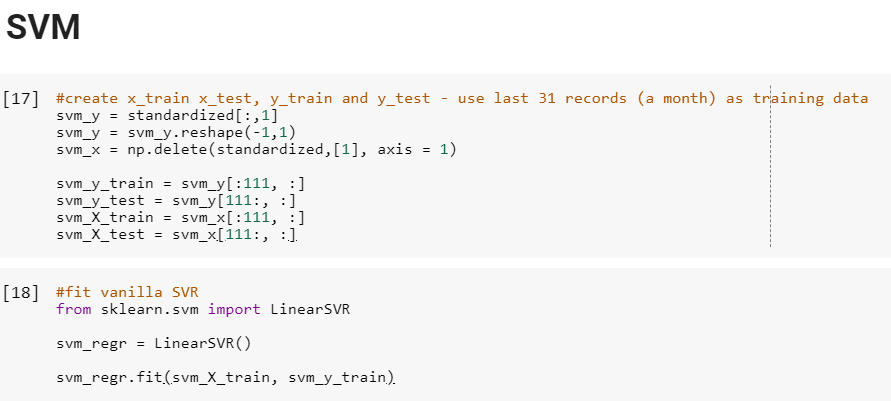 SVM
[17] #create x_train x_test, y_train and y_test - use last 31 records (a month) as training data
svm_y = standardized[:,1]
svm_y = svm_y.reshape(-1,1)
svm_x = np.delete(standardized,[1], axis = 1)
svm_y_train = svm_y[:111, :]
svm_y_test = svm_y[111:, :]
svm_X_train = svm_x[:111, :]
svm_X_test = svm_x[111:, :]
[18] #fit vanilla SVR
from sklearn.svm import LinearSVR
svm_regr = LinearSVR()
svm_regr.fit(svm_X_train, svm_y_train)